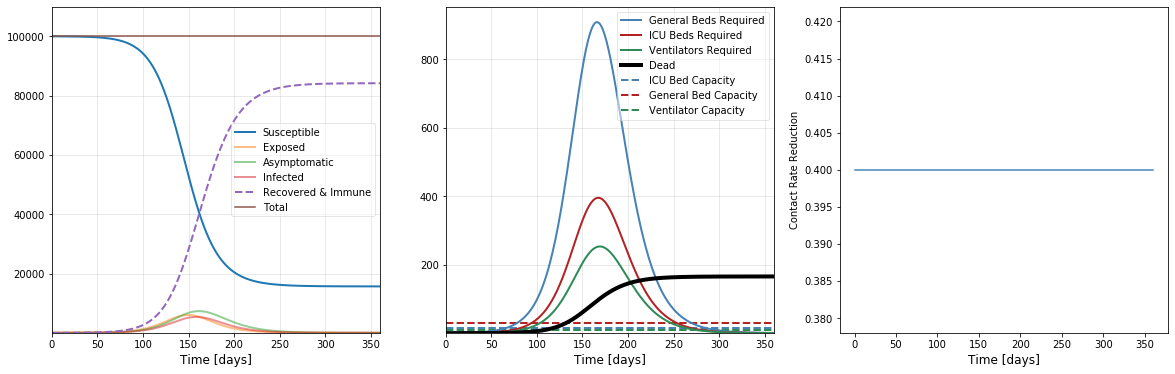 100000
80000
60000
40000
20000
0
50
100
150
200
250
300
350
Time [days]
Susceptible
Exposed
Asymptomatic
Infected
Recovered & Immune
Total
800
600
400
200
0
50
100
150
200
250
300
350
Time [days]
General Beds Required
ICU Beds Required
Ventilators Required
Dead
ICU Bed Capacity
General Bed Capacity
Ventilator Capacity
Contact Rate Reduction
0.420
0.415
0.410
0.405
0.400
0.395
0.390
0.385
0.380
0
50
100
150
200
250
300
350
Time [days]